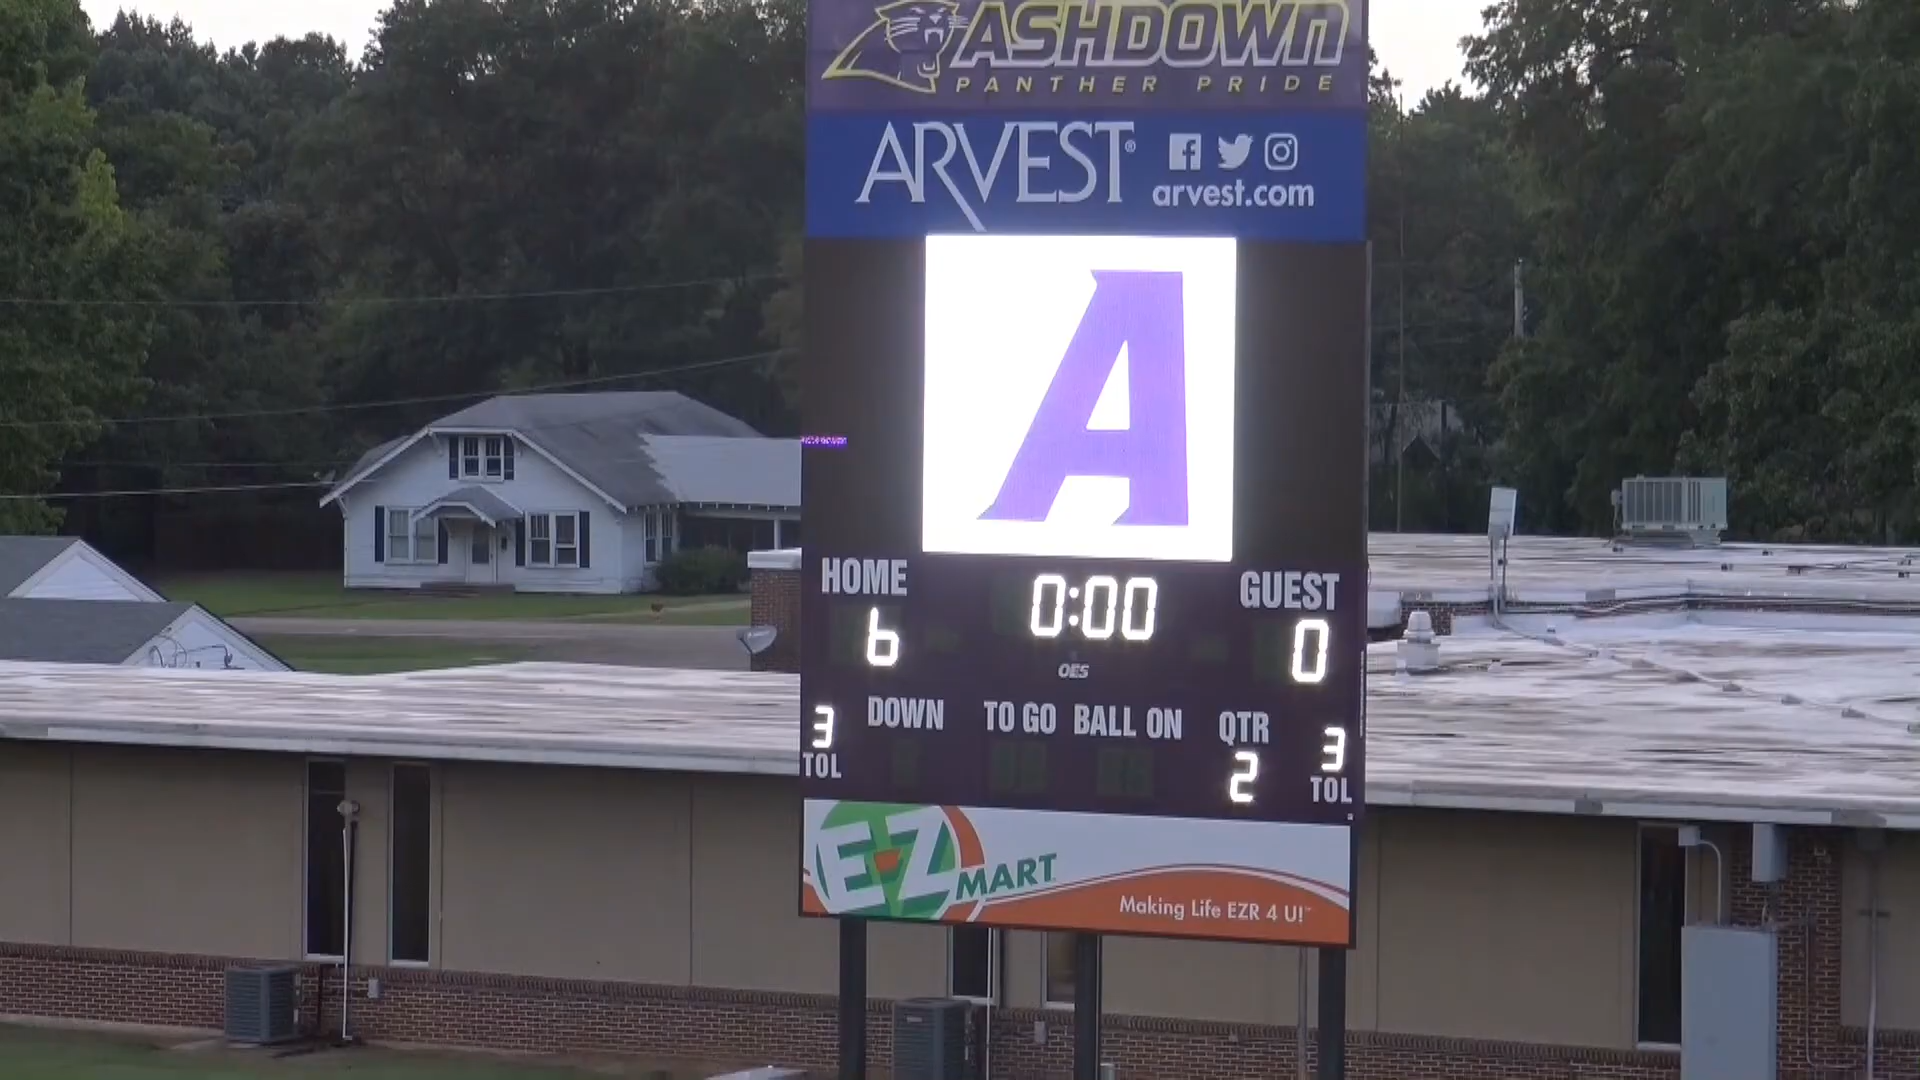 ASHDOWN
PANTHER PRIDE
ARVEST®
arvest.com
A
HOME 0:00 GUEST
6 0
OES
3 DOWN TO GO BALL ON QTR 3
TOL 2 TOL
E-Z MART
Making Life EZR 4 U!™